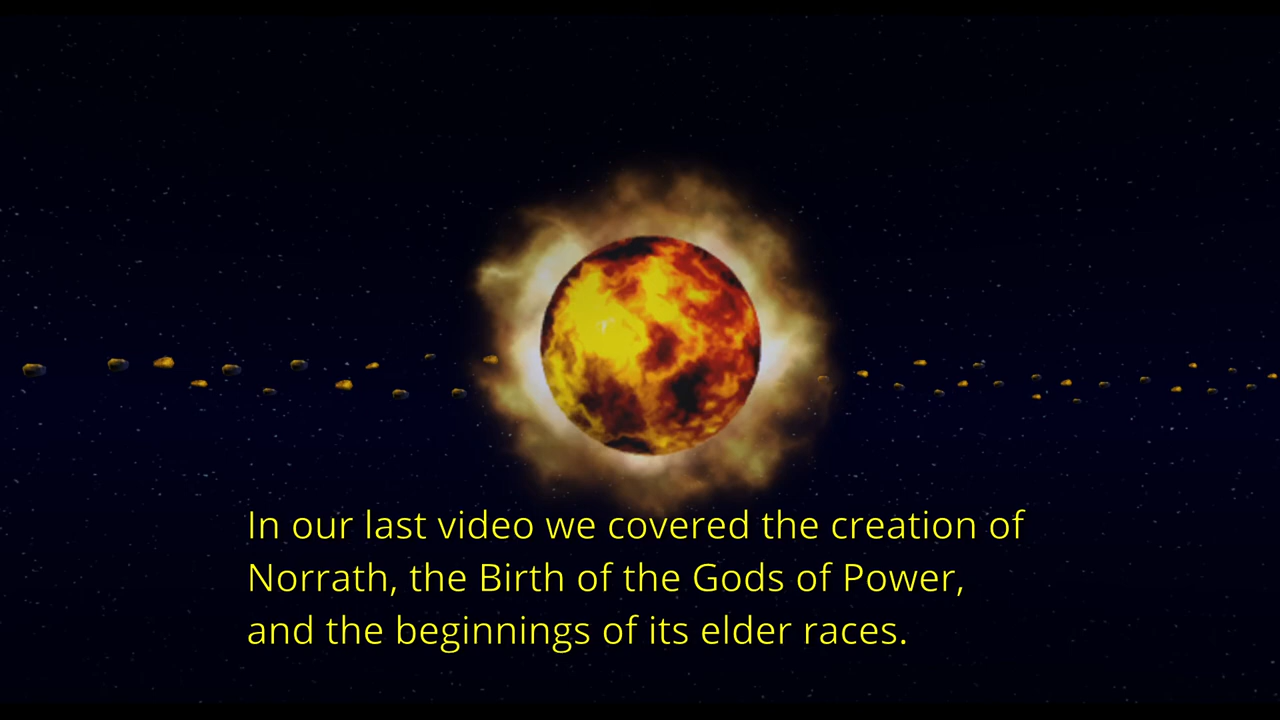 In our last video we covered the creation of
Norrath, the Birth of the Gods of Power,
and the beginnings of its elder races.